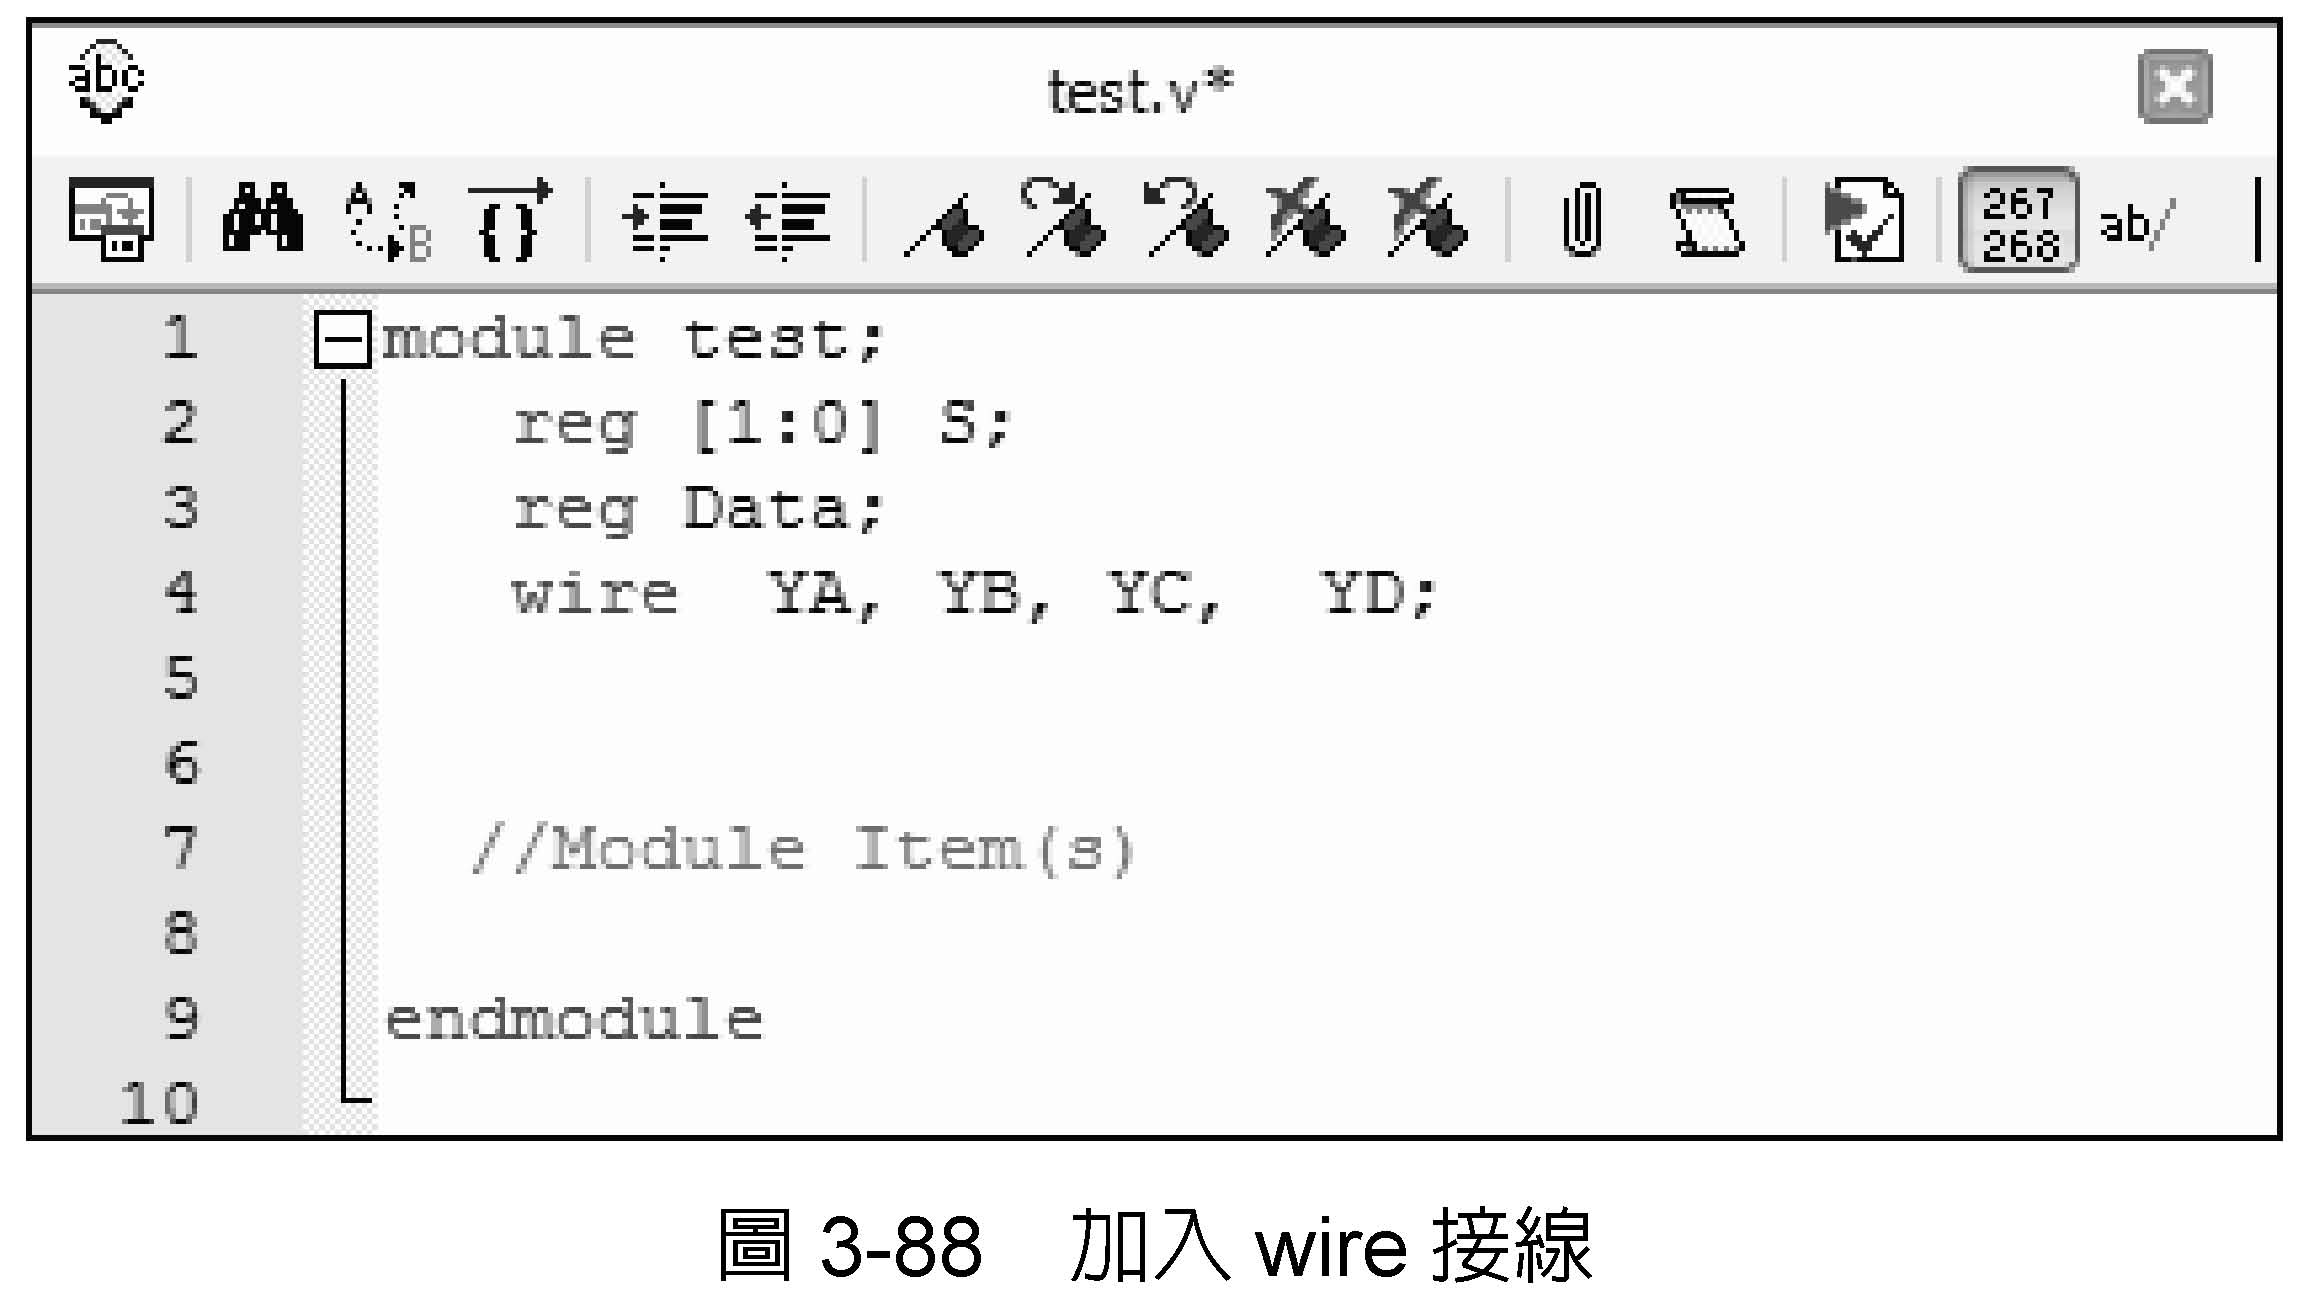 abc
test.v*
A
B
{}
267
268
ab/
1 module test;
2 reg [1:0] S;
3 reg Data;
4 wire  YA, YB, YC,  YD;
5
6
7 //Module Item(s)
8
9 endmodule
10
圖 3-88　加入 wire 接線